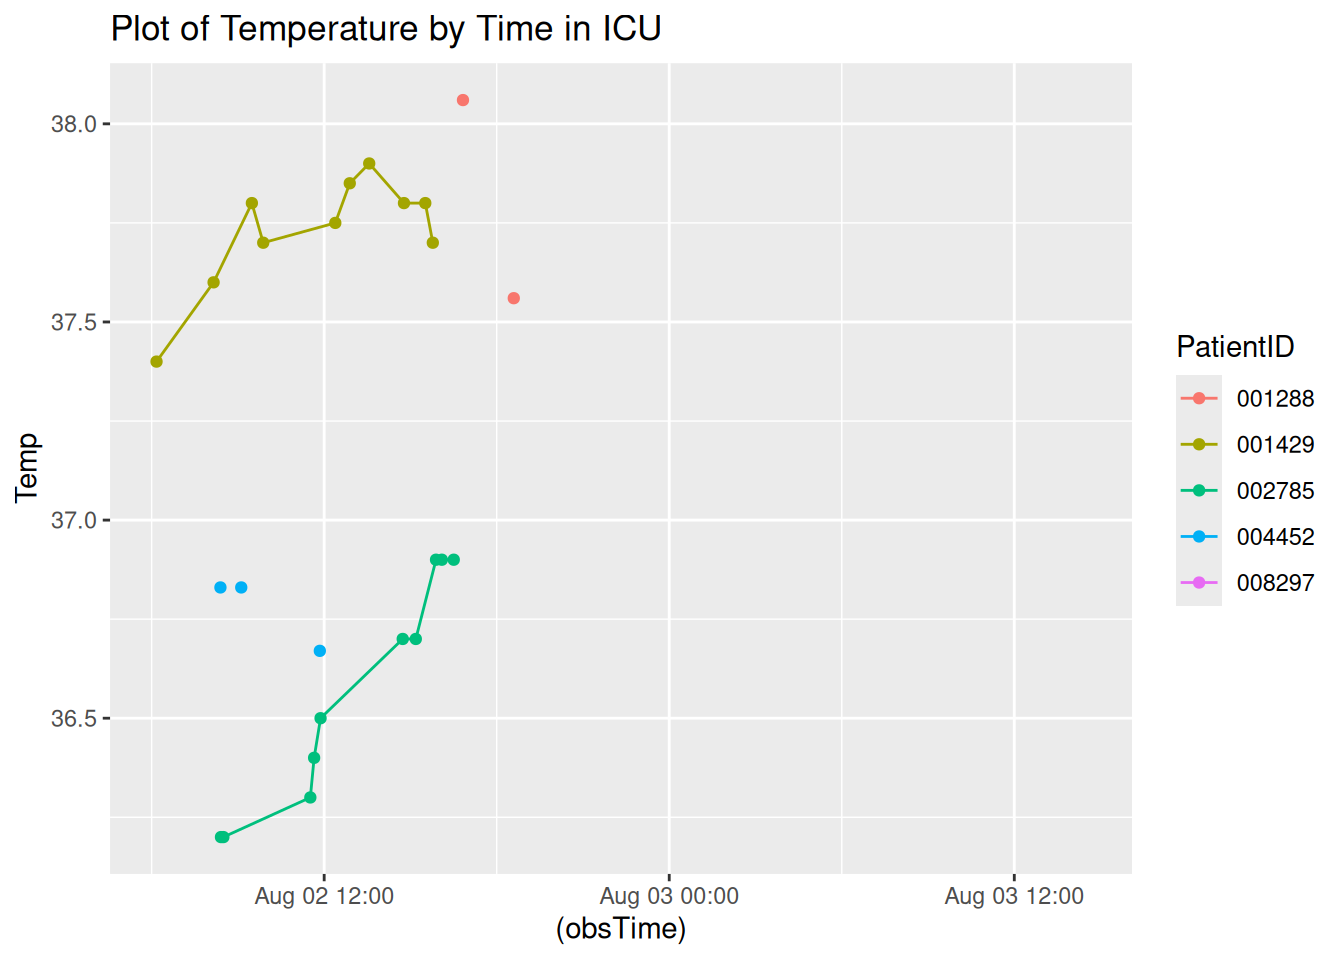 Plot of Temperature by Time in ICU
38.0
37.5
37.0
36.5
Temp
Aug 02 12:00
Aug 03 00:00
Aug 03 12:00
(obsTime)
PatientID
001288
001429
002785
004452
008297